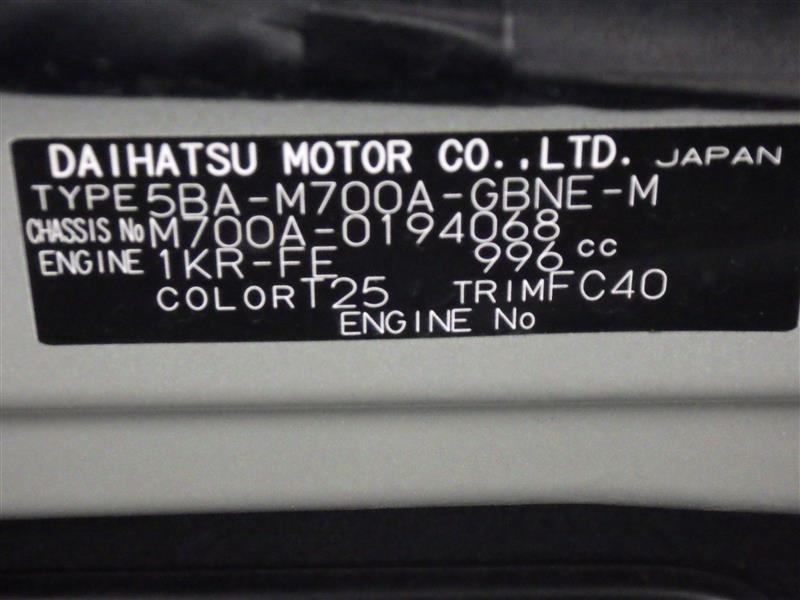 DAIHATSU MOTOR CO.,LTD. JAPAN
TYPE 5BA-M700A-GBNE-M
CHASSIS No M700A-0194068
ENGINE 1KR-FE 996 cc
COLOR T25 TRIM FC40
ENGINE No